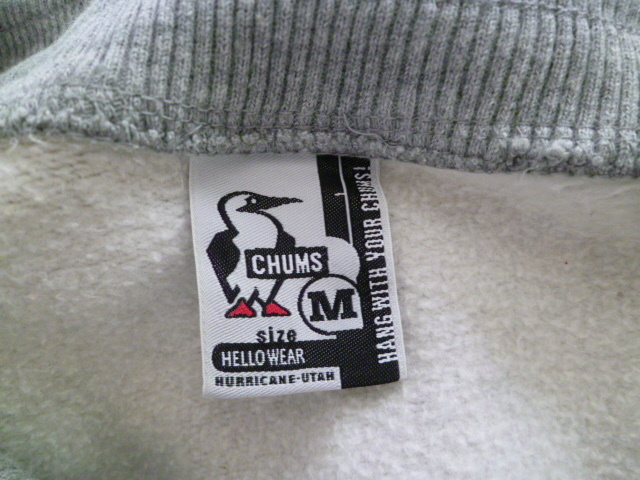 CHUMS
M
size
HELLO WEAR
HURRICANE-UTAH
HANG WITH YOUR CHUMS!